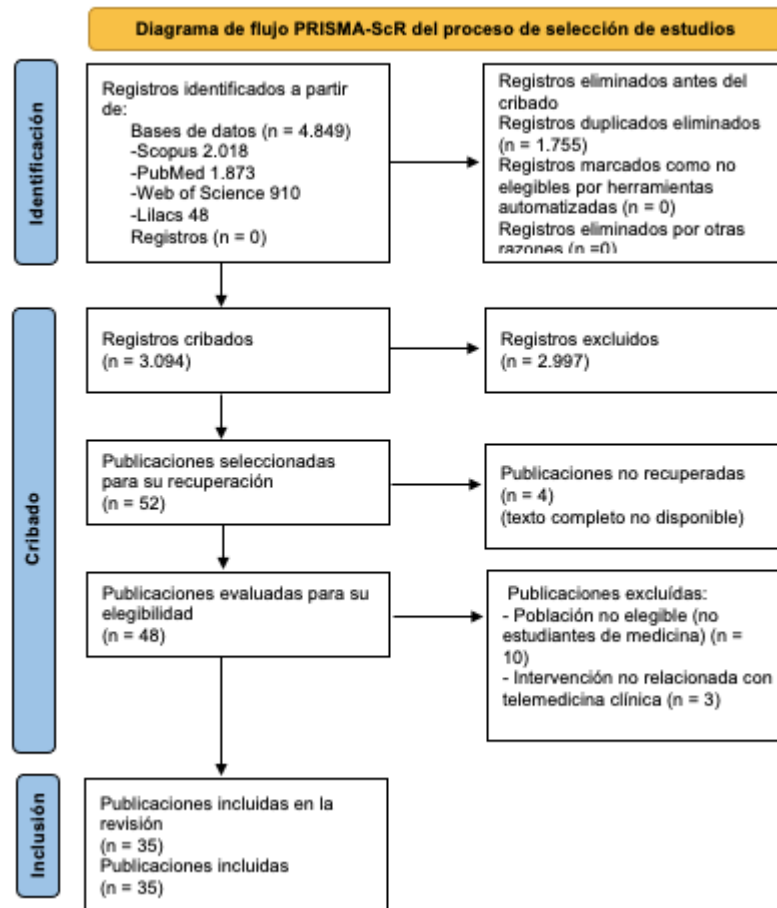 Diagrama de flujo PRISMA-ScR del proceso de selección de estudios
Identificación
Registros identificados a partir
de:
Bases de datos (n = 4.849)
-Scopus 2.018
-PubMed 1.873
-Web of Science 910
-Lilacs 48
Registros (n = 0)
Registros eliminados antes del
cribado
Registros duplicados eliminados
(n = 1.755)
Registros marcados como no
elegibles por herramientas
automatizadas (n = 0)
Registros eliminados por otras
razones (n =0)
Cribado
Registros cribados
(n = 3.094)
Registros excluidos
(n = 2.997)
Publicaciones seleccionadas
para su recuperación
(n = 52)
Publicaciones no recuperadas
(n = 4)
(texto completo no disponible)
Publicaciones evaluadas para su
elegibilidad
(n = 48)
Publicaciones excluídas:
- Población no elegible (no
estudiantes de medicina) (n =
10)
- Intervención no relacionada con
telemedicina clínica (n = 3)
Inclusión
Publicaciones incluidas en la
revisión
(n = 35)
Publicaciones incluidas
(n = 35)